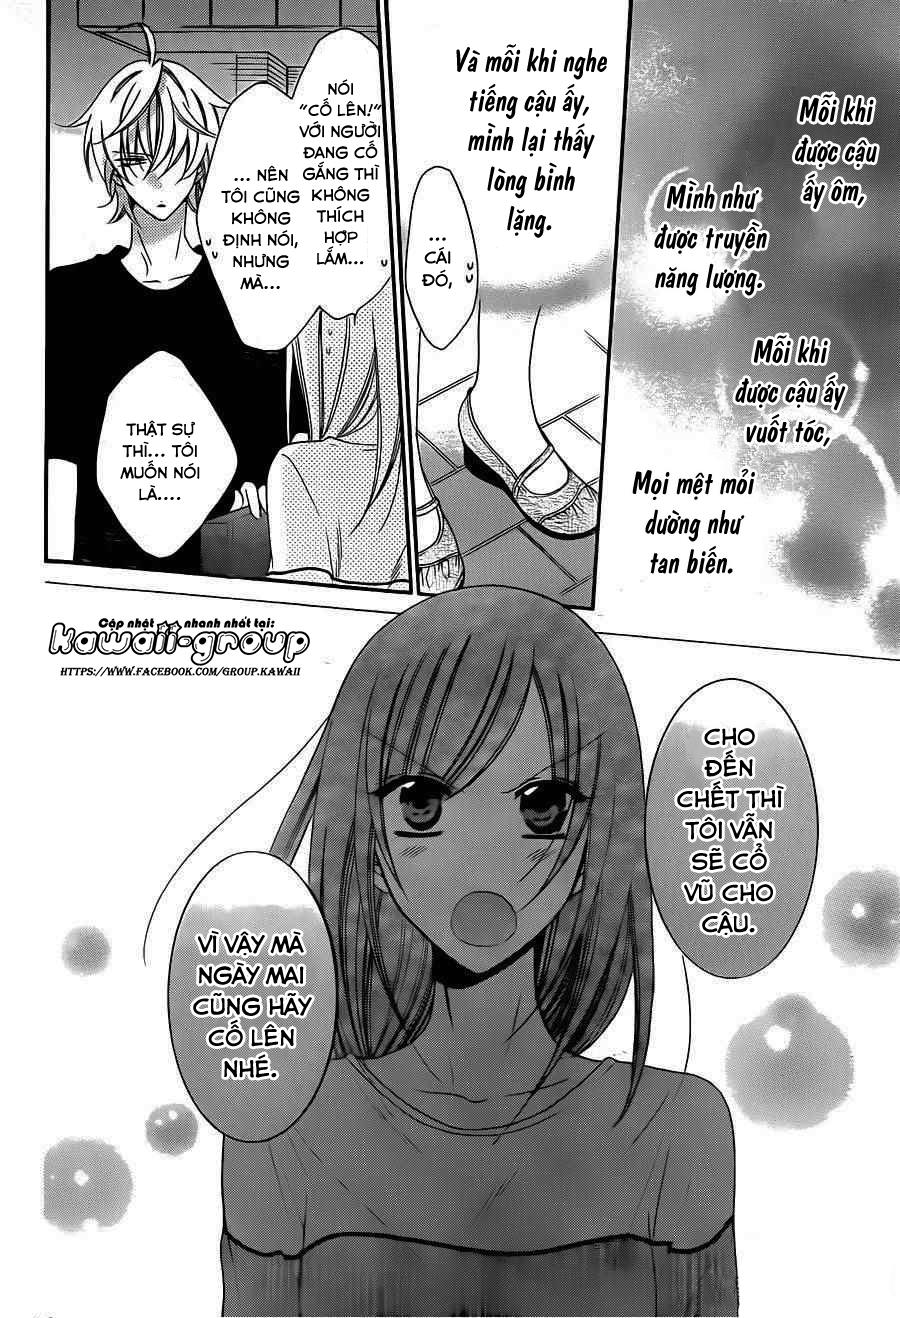 Mỗi khi
được cậu
ấy ôm,
Mình như
được truyền
năng lượng.
Mỗi khi
được cậu ấy
vuốt tóc,
Mọi mệt mỏi
dường như
tan biến.
Và mỗi khi nghe
tiếng cậu ấy,
mình lại thấy
lòng bình
lặng.
...
CÁI
ĐÓ,
NÓI
“CỐ LÊN!”
VỚI NGƯỜI
ĐANG CỐ
GẮNG THÌ
KHÔNG
THÍCH
HỢP
LẮM...
... NÊN
TÔI CŨNG
KHÔNG
ĐỊNH NÓI,
NHƯNG
MÀ...
THẬT SỰ
THÌ... TÔI
MUỐN NÓI
LÀ....
Cập nhật nhanh nhất tại:
kawaii-group
HTTPS://WWW.FACEBOOK.COM/GROUP.KAWAII
CHO
ĐẾN
CHẾT THÌ
TÔI VẪN
SẼ CỔ
VŨ CHO
CẬU.
VÌ VẬY MÀ
NGÀY MAI
CŨNG HÃY
CỐ LÊN
NHÉ.